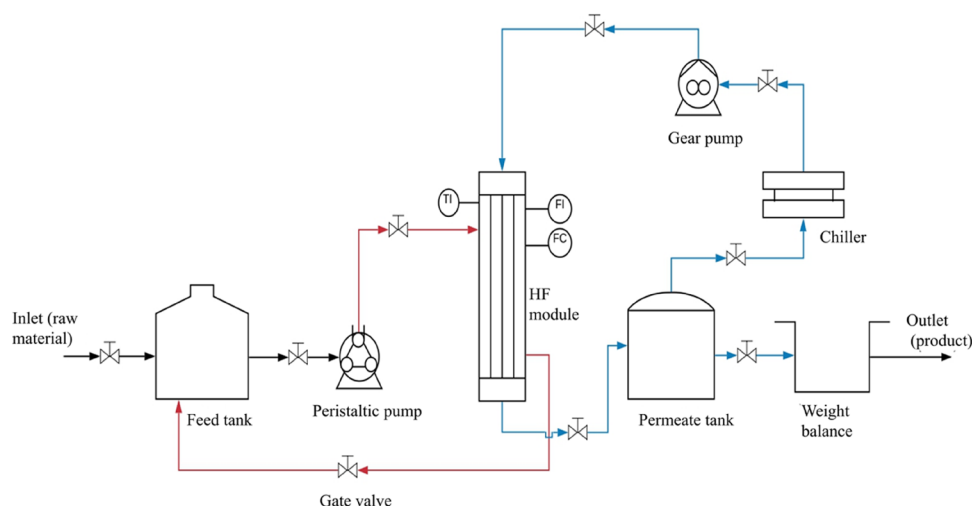 Gear pump
TI
FI
FC
Chiller
HF
module
Inlet (raw
material)
Outlet
(product)
Feed tank
Peristaltic pump
Permeate tank
Weight
balance
Gate valve